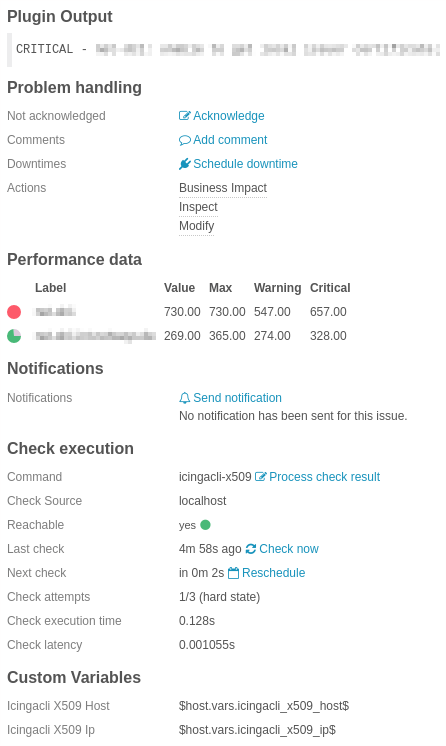 Plugin Output
CRITICAL -
Problem handling
Not acknowledged Acknowledge
Comments Add comment
Downtimes Schedule downtime
Actions Business Impact
Inspect
Modify
Performance data
Label Value Max Warning Critical
730.00 730.00 547.00 657.00
269.00 365.00 274.00 328.00
Notifications
Notifications Send notification
No notification has been sent for this issue.
Check execution
Command icingacli-x509 Process check result
Check Source localhost
Reachable yes
Last check 4m 58s ago Check now
Next check in 0m 2s Reschedule
Check attempts 1/3 (hard state)
Check execution time 0.128s
Check latency 0.001055s
Custom Variables
Icingacli X509 Host $host.vars.icingacli_x509_host$
Icingacli X509 Ip $host.vars.icingacli_x509_ip$